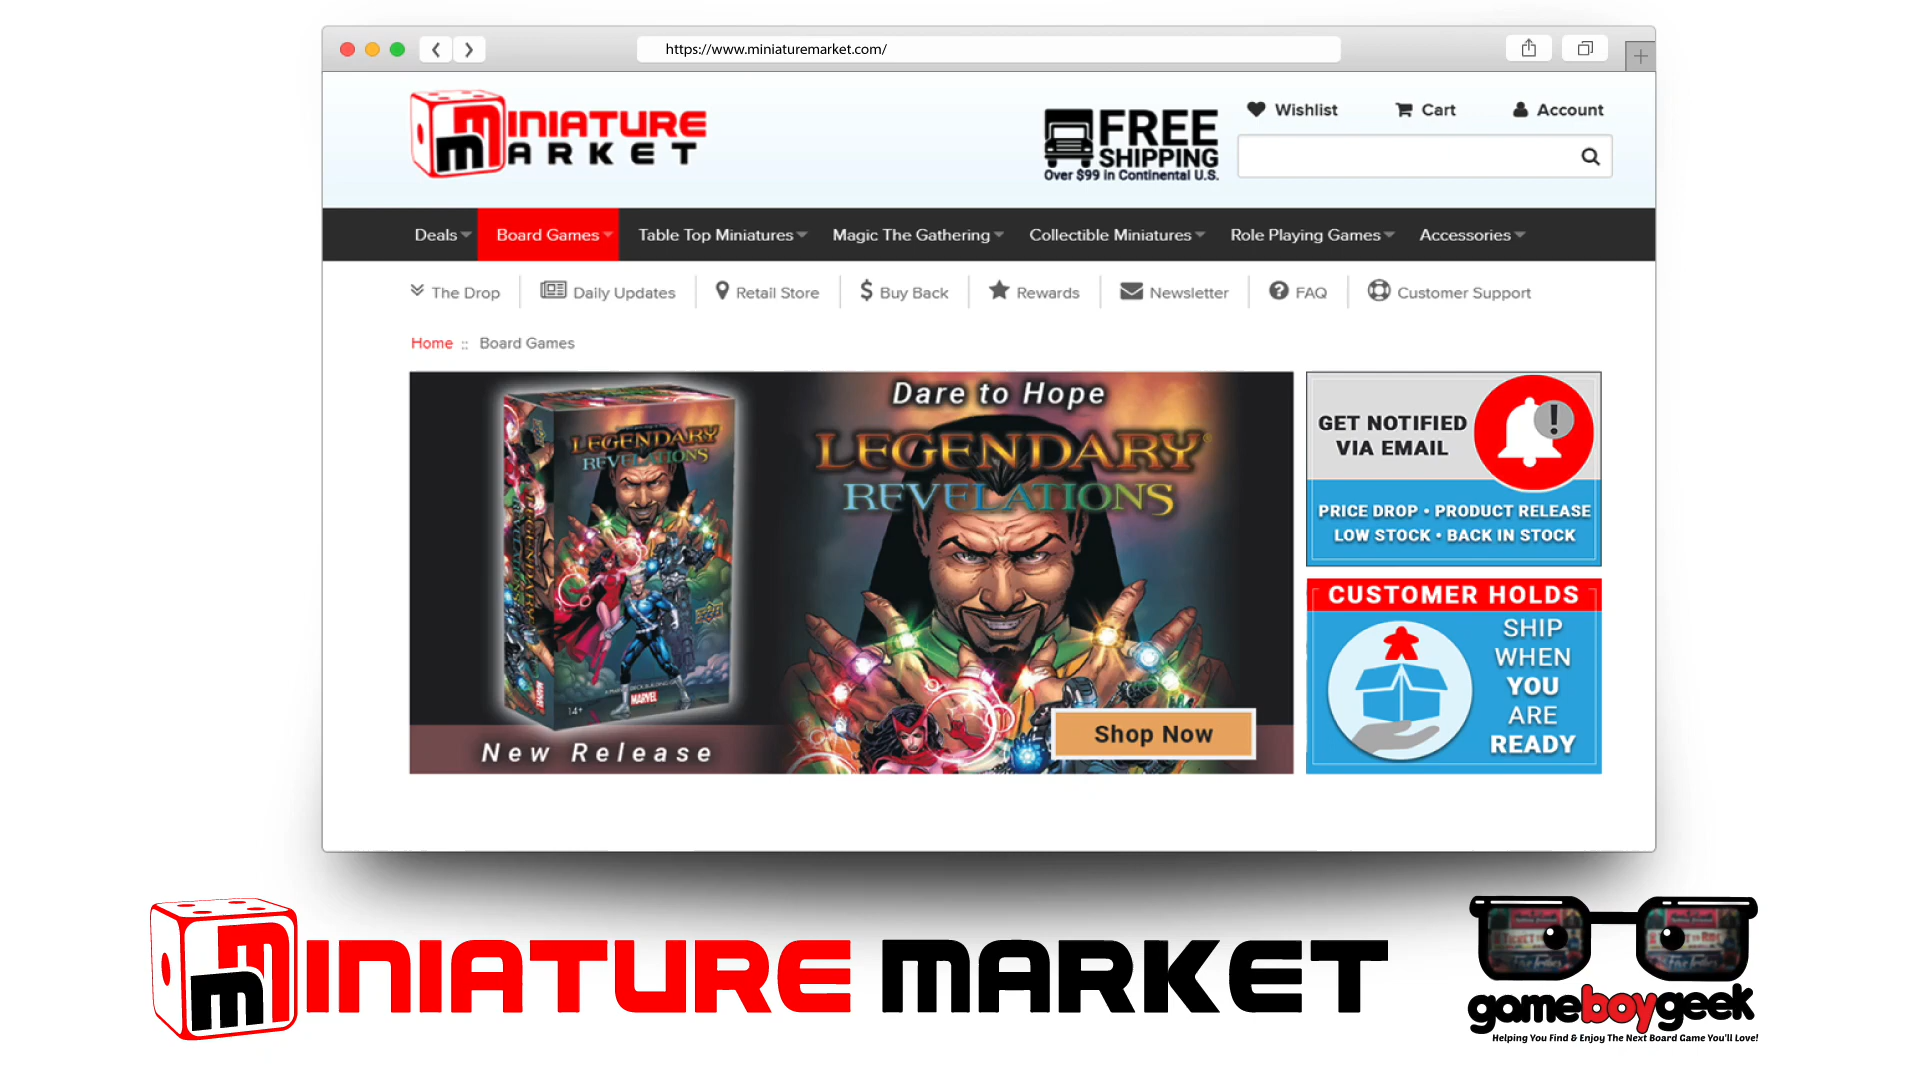 https://www.miniaturemarket.com/
MINIATURE
MARKET
FREE
SHIPPING
Over $99 in Continental U.S.
Wishlist
Cart
Account
Deals
Board Games
Table Top Miniatures
Magic The Gathering
Collectible Miniatures
Role Playing Games
Accessories
The Drop
Daily Updates
Retail Store
Buy Back
Rewards
Newsletter
FAQ
Customer Support
Home :: Board Games
LEGENDARY
REVELATIONS
LEGENDARY
REVELATIONS
MARVEL
14+
New Release
Dare to Hope
LEGENDARY
REVELATIONS
Shop Now
GET NOTIFIED
VIA EMAIL
PRICE DROP • PRODUCT RELEASE
LOW STOCK • BACK IN STOCK
CUSTOMER HOLDS
SHIP
WHEN
YOU
ARE
READY
MINIATURE MARKET
gameboygeek
Helping You Find & Enjoy The Next Board Game You'll Love!